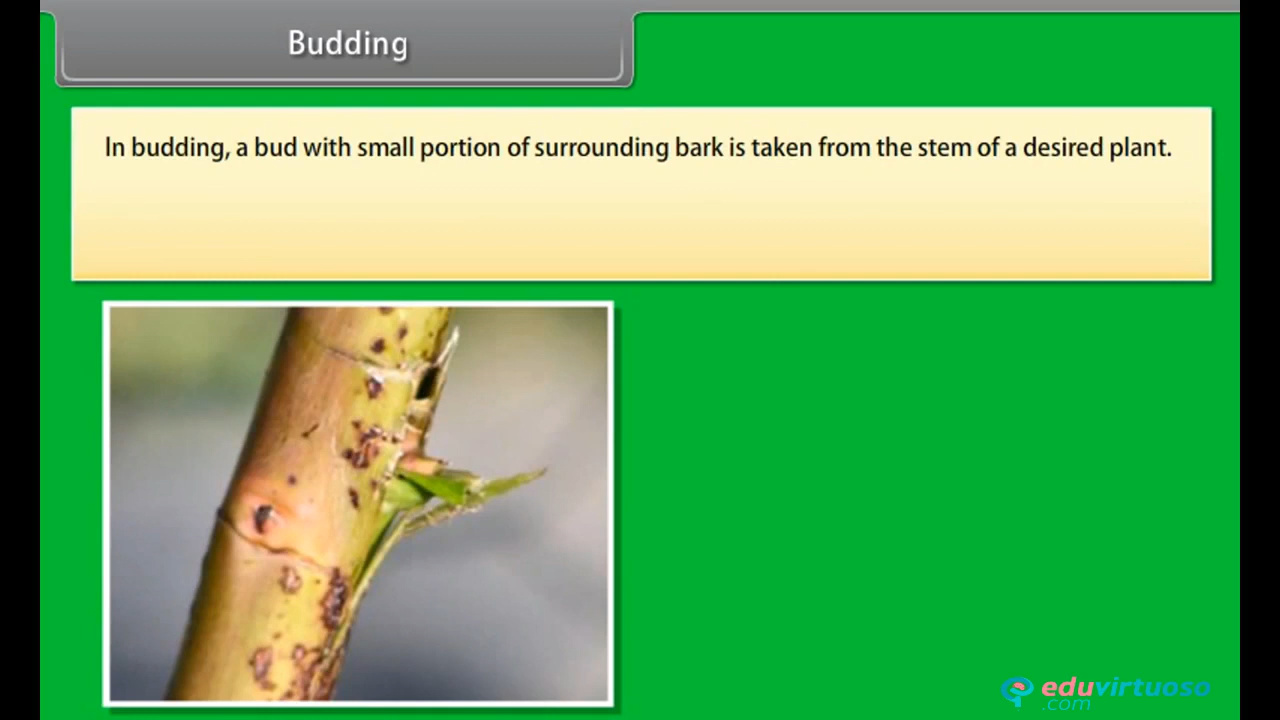 Budding
In budding, a bud with small portion of surrounding bark is taken from the stem of a desired plant.
eduvirtuoso
.com